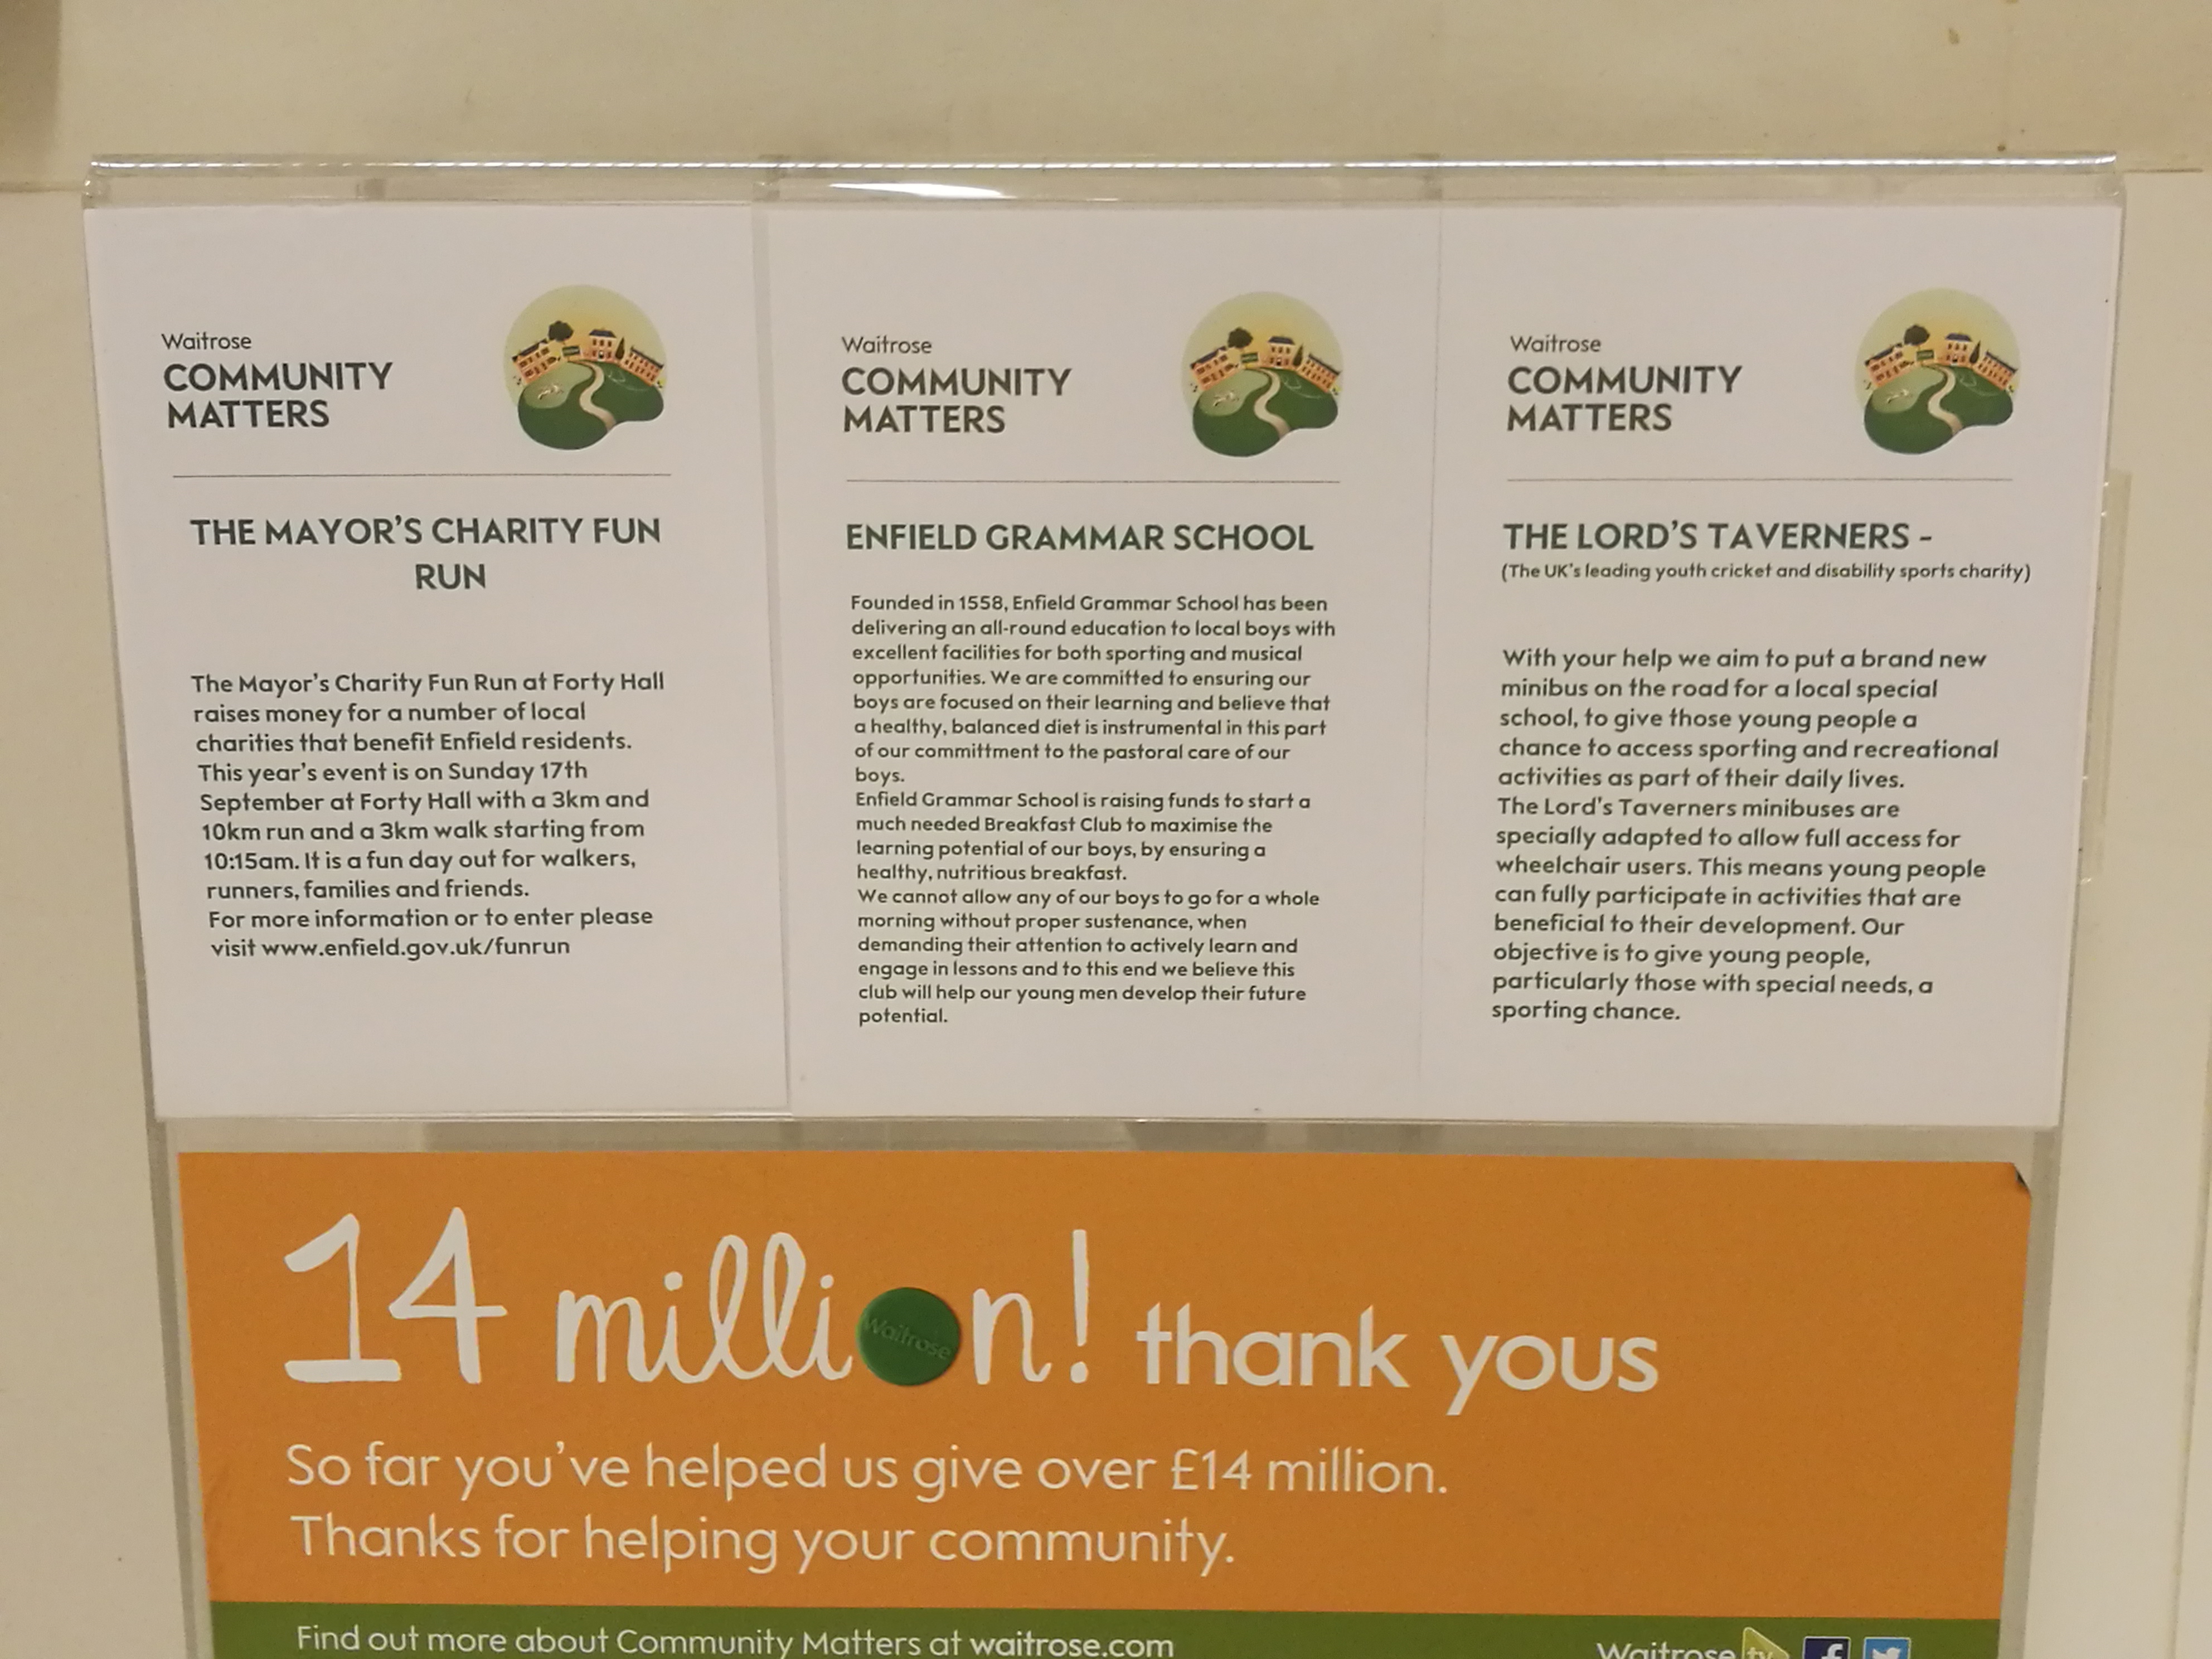 Waitrose
COMMUNITY
MATTERS
THE MAYOR'S CHARITY FUN
RUN
The Mayor's Charity Fun Run at Forty Hall
raises money for a number of local
charities that benefit Enfield residents.
This year's event is on Sunday 17th
September at Forty Hall with a 3km and
10km run and a 3km walk starting from
10:15am. It is a fun day out for walkers,
runners, families and friends.
For more information or to enter please
visit www.enfield.gov.uk/funrun
Waitrose
COMMUNITY
MATTERS
ENFIELD GRAMMAR SCHOOL
Founded in 1558, Enfield Grammar School has been
delivering an all-round education to local boys with
excellent facilities for both sporting and musical
opportunities. We are committed to ensuring our
boys are focused on their learning and believe that
a healthy, balanced diet is instrumental in this part
of our committment to the pastoral care of our
boys.
Enfield Grammar School is raising funds to start a
much needed Breakfast Club to maximise the
learning potential of our boys, by ensuring a
healthy, nutritious breakfast.
We cannot allow any of our boys to go for a whole
morning without proper sustenance, when
demanding their attention to actively learn and
engage in lessons and to this end we believe this
club will help our young men develop their future
potential.
Waitrose
COMMUNITY
MATTERS
THE LORD'S TAVERNERS -
(The UK's leading youth cricket and disability sports charity)
With your help we aim to put a brand new
minibus on the road for a local special
school, to give those young people a
chance to access sporting and recreational
activities as part of their daily lives.
The Lord's Taverners minibuses are
specially adapted to allow full access for
wheelchair users. This means young people
can fully participate in activities that are
beneficial to their development. Our
objective is to give young people,
particularly those with special needs, a
sporting chance.
14 million! thank yous
Waitrose
So far you've helped us give over £14 million.
Thanks for helping your community.
Find out more about Community Matters at waitrose.com
Waitrose tv f